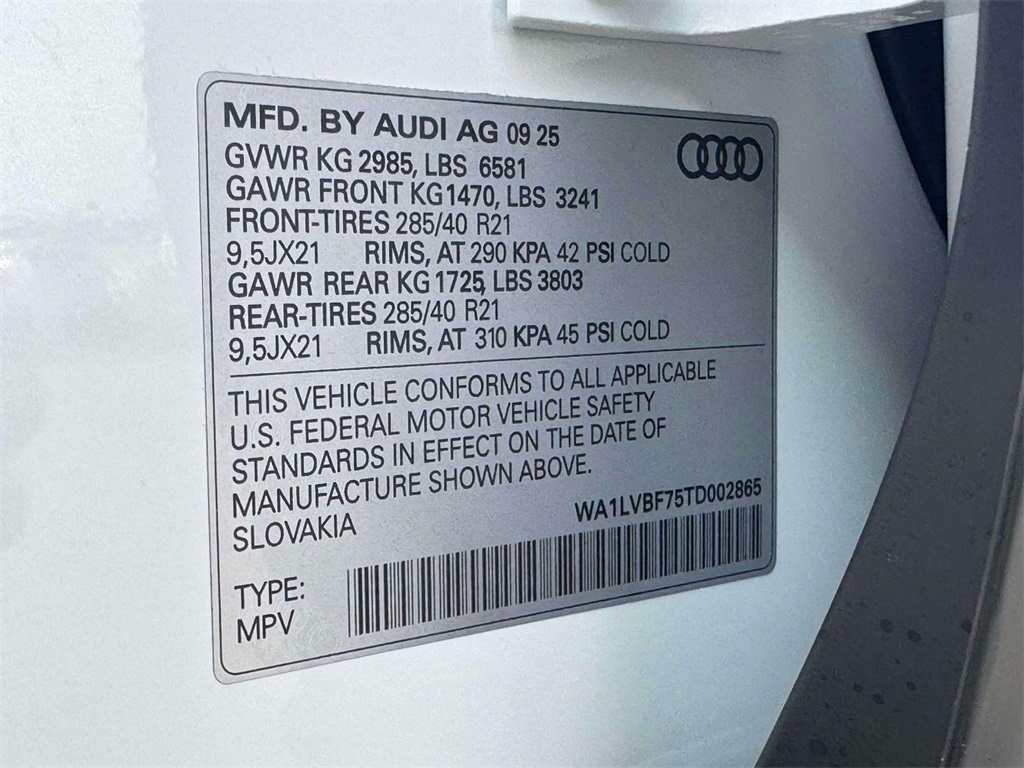 MFD. BY AUDI AG 09 25
GVWR KG 2985, LBS 6581
GAWR FRONT KG 1470, LBS 3241
FRONT-TIRES 285/40 R21
9,5JX21 RIMS, AT 290 KPA 42 PSI COLD
GAWR REAR KG 1725, LBS 3803
REAR-TIRES 285/40 R21
9,5JX21 RIMS, AT 310 KPA 45 PSI COLD
THIS VEHICLE CONFORMS TO ALL APPLICABLE
U.S. FEDERAL MOTOR VEHICLE SAFETY
STANDARDS IN EFFECT ON THE DATE OF
MANUFACTURE SHOWN ABOVE.
SLOVAKIA
WA1LVBF75TD002865
TYPE:
MPV